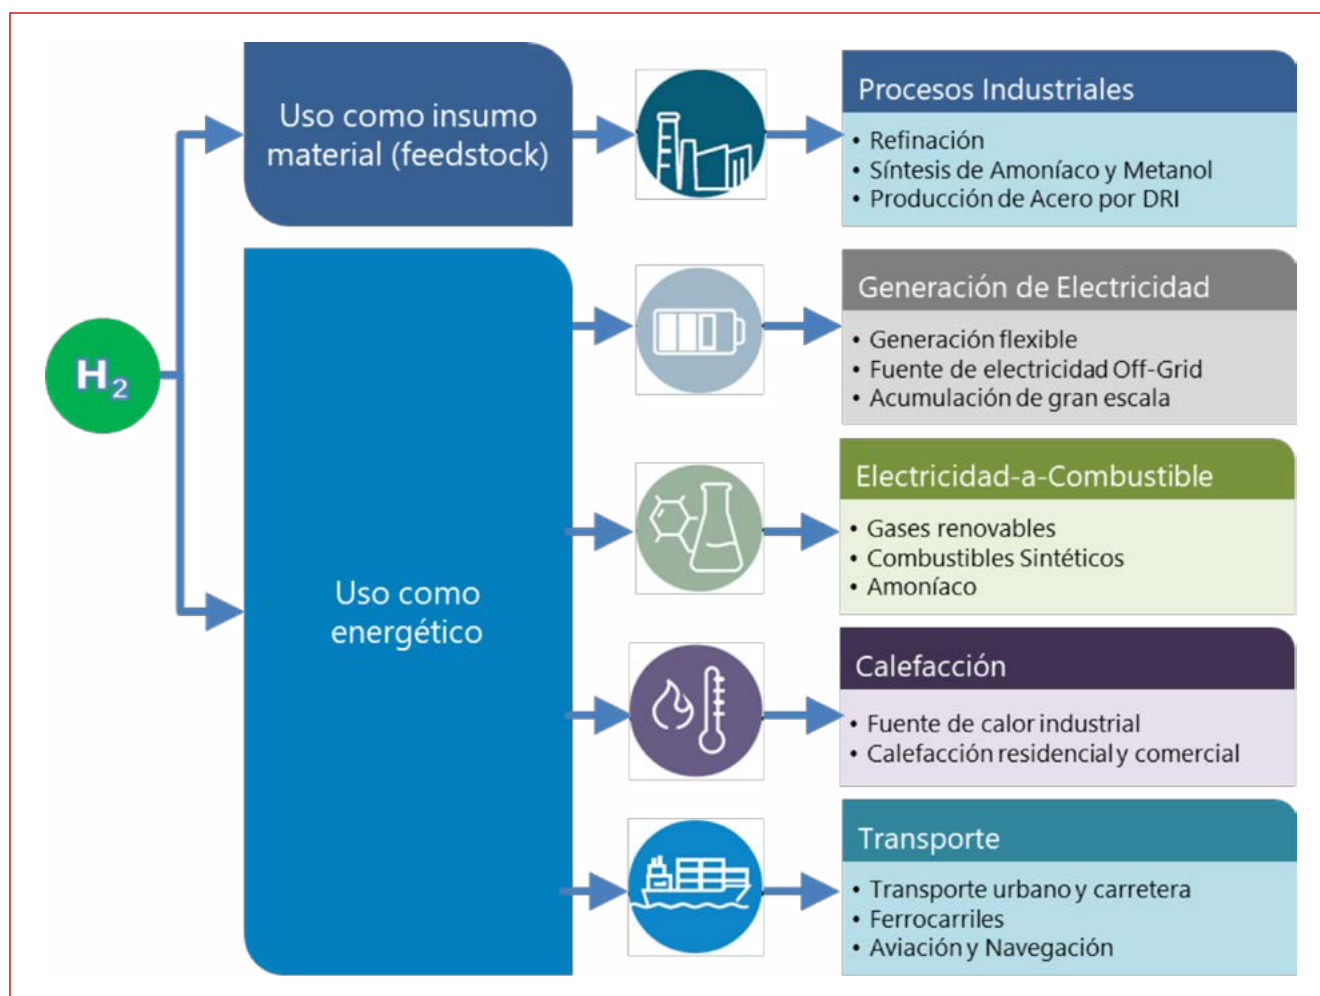 H2
Uso como insumo
material (feedstock)
Procesos Industriales
• Refinación
• Síntesis de Amoníaco y Metanol
• Producción de Acero por DRI
Uso como
energético
Generación de Electricidad
• Generación flexible
• Fuente de electricidad Off-Grid
• Acumulación de gran escala
Electricidad-a-Combustible
• Gases renovables
• Combustibles Sintéticos
• Amoníaco
Calefacción
• Fuente de calor industrial
• Calefacción residencial y comercial
Transporte
• Transporte urbano y carretera
• Ferrocarriles
• Aviación y Navegación